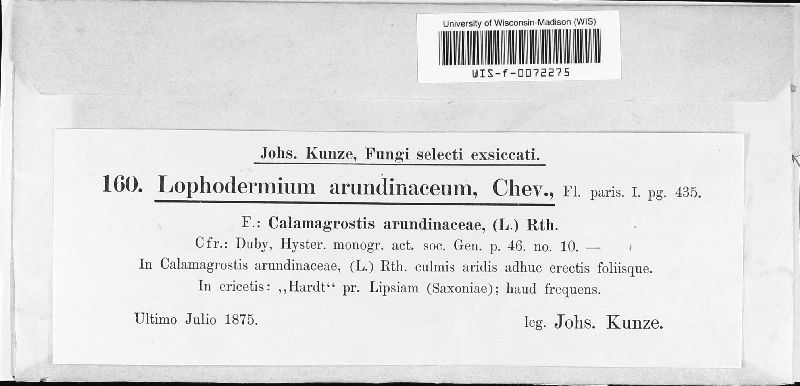 University of Wisconsin-Madison (WIS)
WIS-f-0072275
Johs. Kunze, Fungi selecti exsiccati.
160. Lophodermium arundinaceum, Chev., Fl. paris. I. pg. 435.
F.: Calamagrostis arundinaceae, (L.) Rth.
Cfr.: Duby, Hyster. monogr. act. soc. Gen. p. 46. no. 10. —
In Calamagrostis arundinaceae, (L.) Rth. culmis aridis adhuc erectis foliisque.
In ericetis: ,,Hardt“ pr. Lipsiam (Saxoniae); haud frequens.
Ultimo Julio 1875. leg. Johs. Kunze.